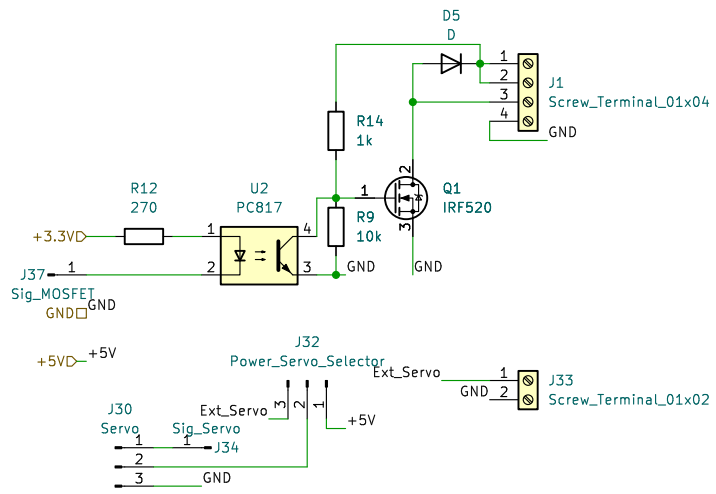 D5
D
1
2
3
4
J1
Screw_Terminal_01x04
GND
R14
1k
2
1
3
Q1
IRF520
GND
R12
270
U2
PC817
1
2
4
3
R9
10k
GND
+3.3V
J37
1
Sig_MOSFET
GND
GND
+5V
+5V
J32
Power_Servo_Selector
3
2
1
Ext_Servo
+5V
Ext_Servo
1
GND
2
J33
Screw_Terminal_01x02
J30
Servo
1
2
3
Sig_Servo
1
J34
GND